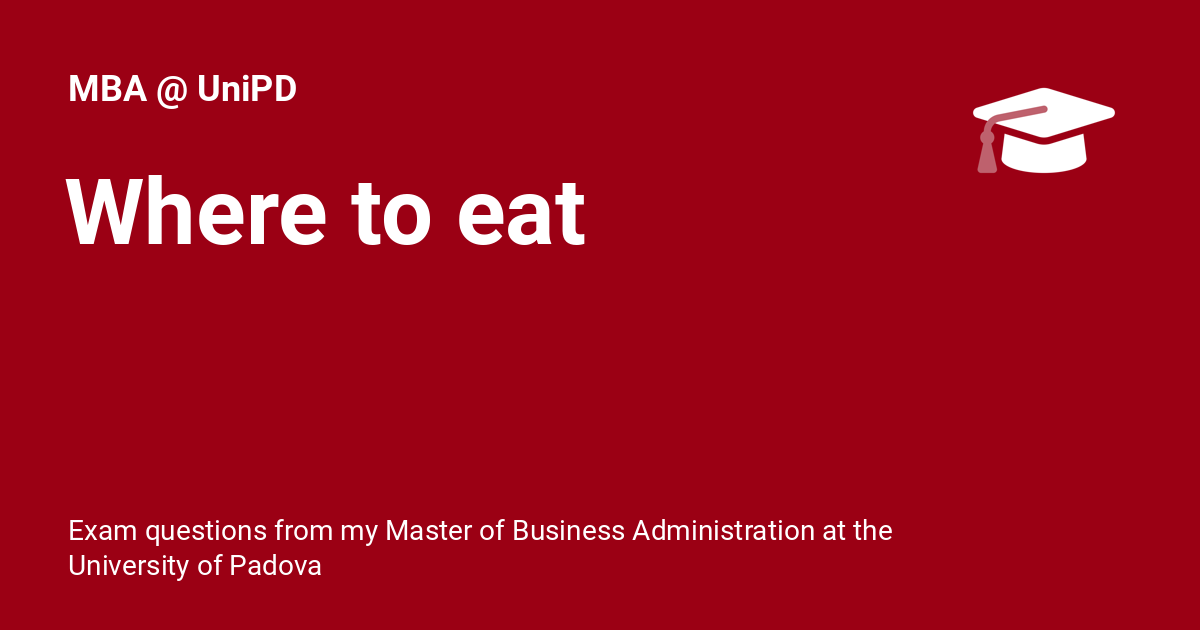 MBA @ UniPD
Where to eat
Exam questions from my Master of Business Administration at the
University of Padova